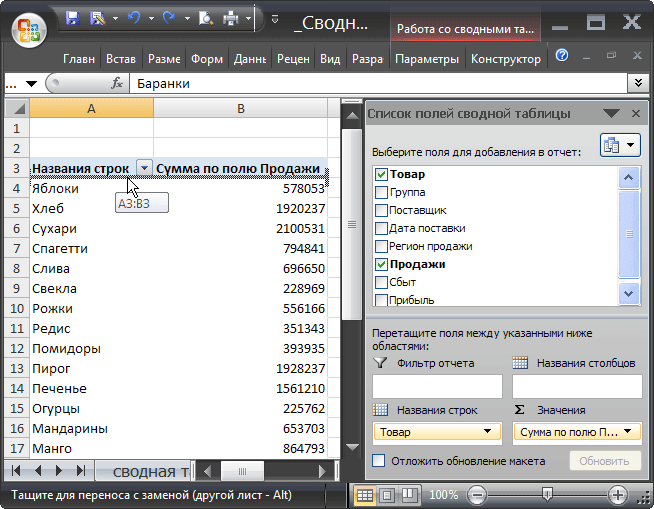 _Сводн...
Работа со сводными та...
Главн Встав Разме Форм Данны Рецен Вид Разра Параметры Конструктор
... fx Баранки
A B
1
2
3 Названия строк Сумма по полю Продажи
4 Яблоки 578053
A3:B3
5 Хлеб 1920237
6 Сухари 2100531
7 Спагетти 794841
8 Слива 696650
9 Свекла 228969
10 Рожки 556166
11 Редис 351343
12 Помидоры 393935
13 Пирог 1928237
14 Печенье 1561210
15 Огурцы 225762
16 Мандарины 653703
17 Манго 864793
сводная т
Список полей сводной таблицы
Выберите поля для добавления в отчет:
Товар
Группа
Поставщик
Дата поставки
Регион продажи
Продажи
Сбыт
Прибыль
Перетащите поля между указанными ниже
областями:
Фильтр отчета Названия столбцов
Названия строк Σ Значения
Товар Сумма по полю П...
Отложить обновление макета Обновить
Тащите для переноса с заменой (другой лист - Alt) 100%